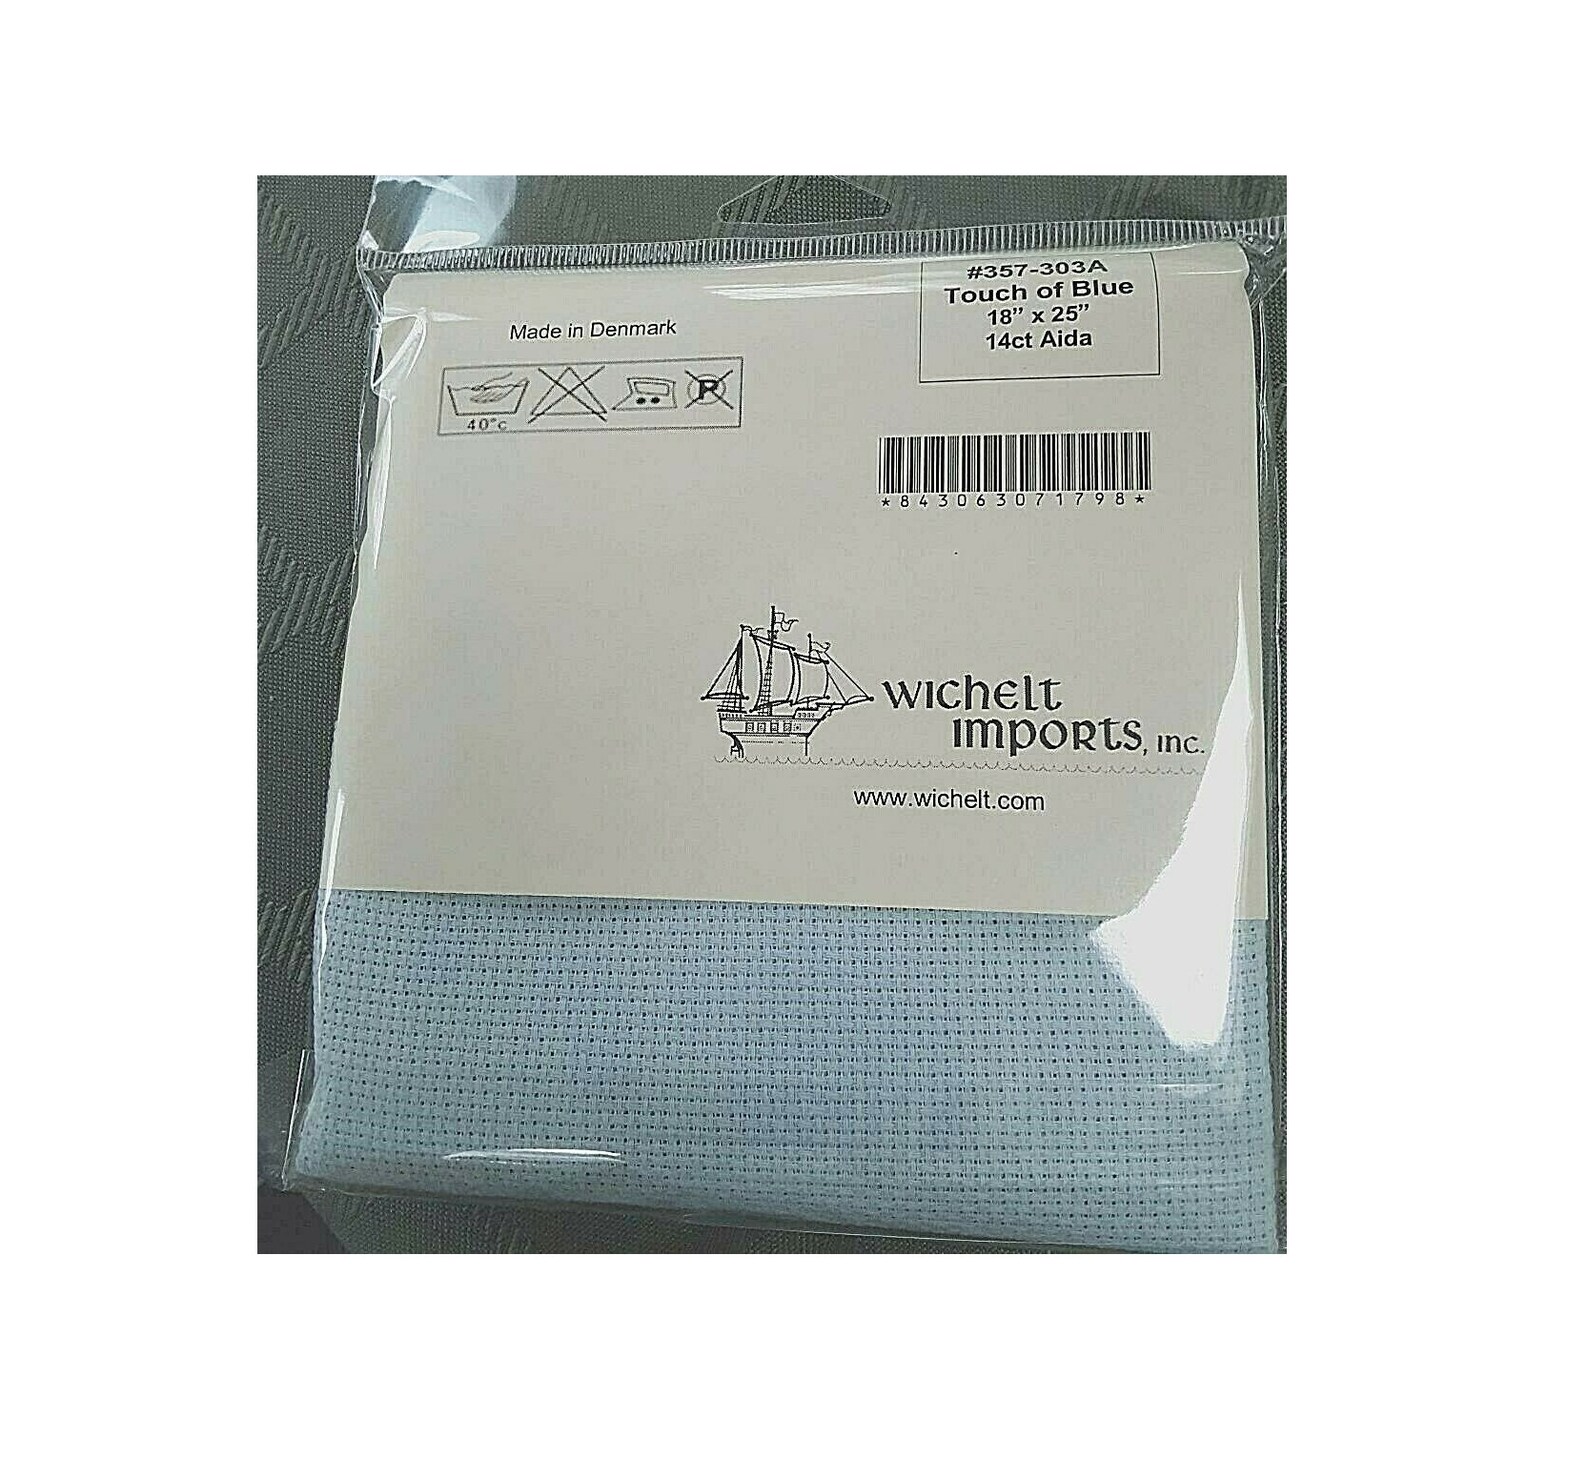 #357-303A
Touch of Blue
18” x 25”
14ct Aida
Made in Denmark
40°c
P
*843063071798*
Wichelt
Imports, Inc.
www.wichelt.com